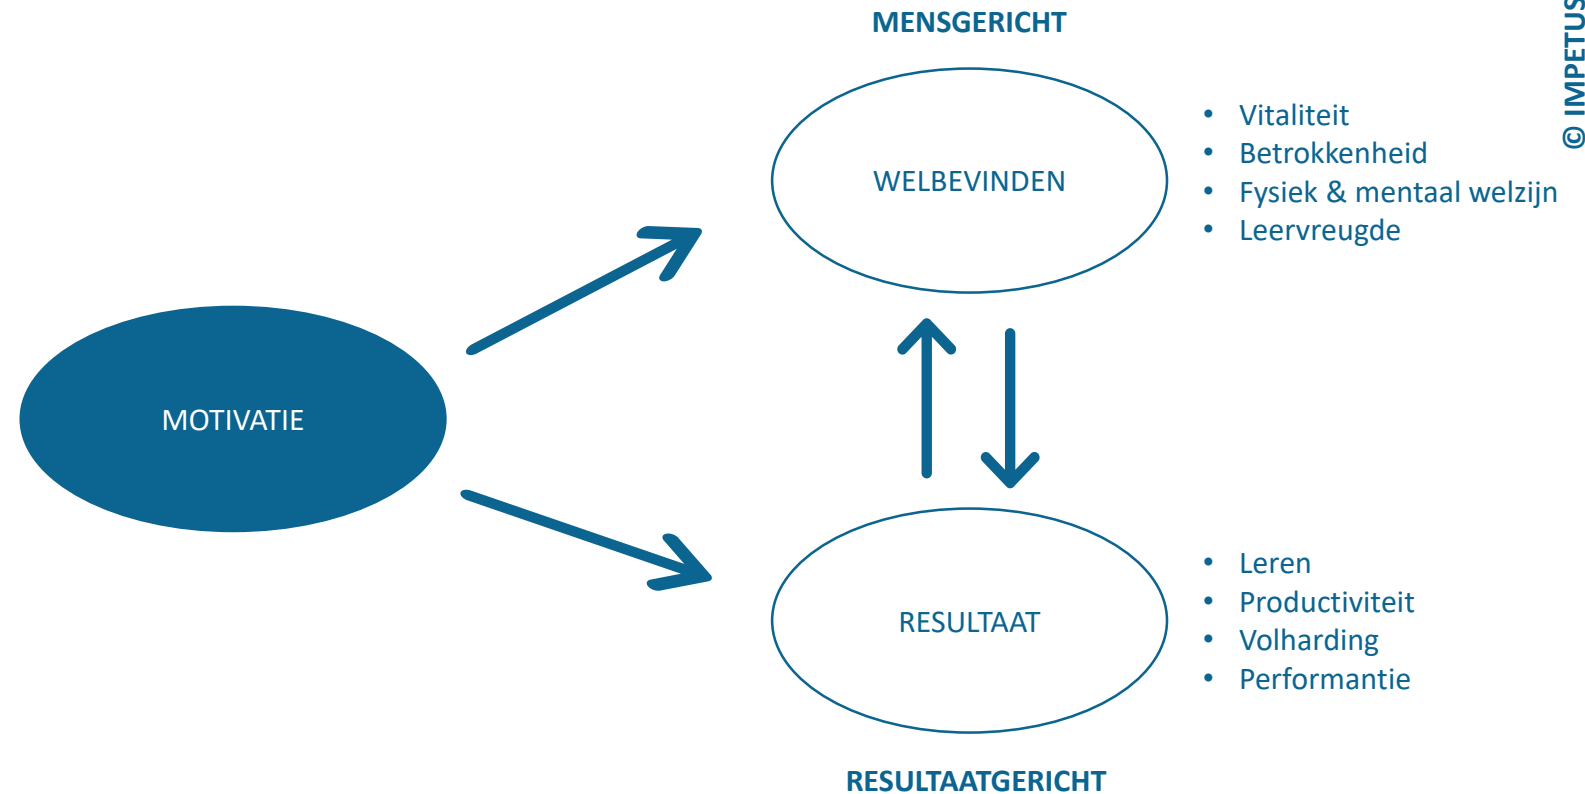 MENSGERICHT
© IMPETUS
WELBEVINDEN
• Vitaliteit
• Betrokkenheid
• Fysiek & mentaal welzijn
• Leervreugde
MOTIVATIE
RESULTAAT
• Leren
• Productiviteit
• Volharding
• Performantie
RESULTAATGERICHT